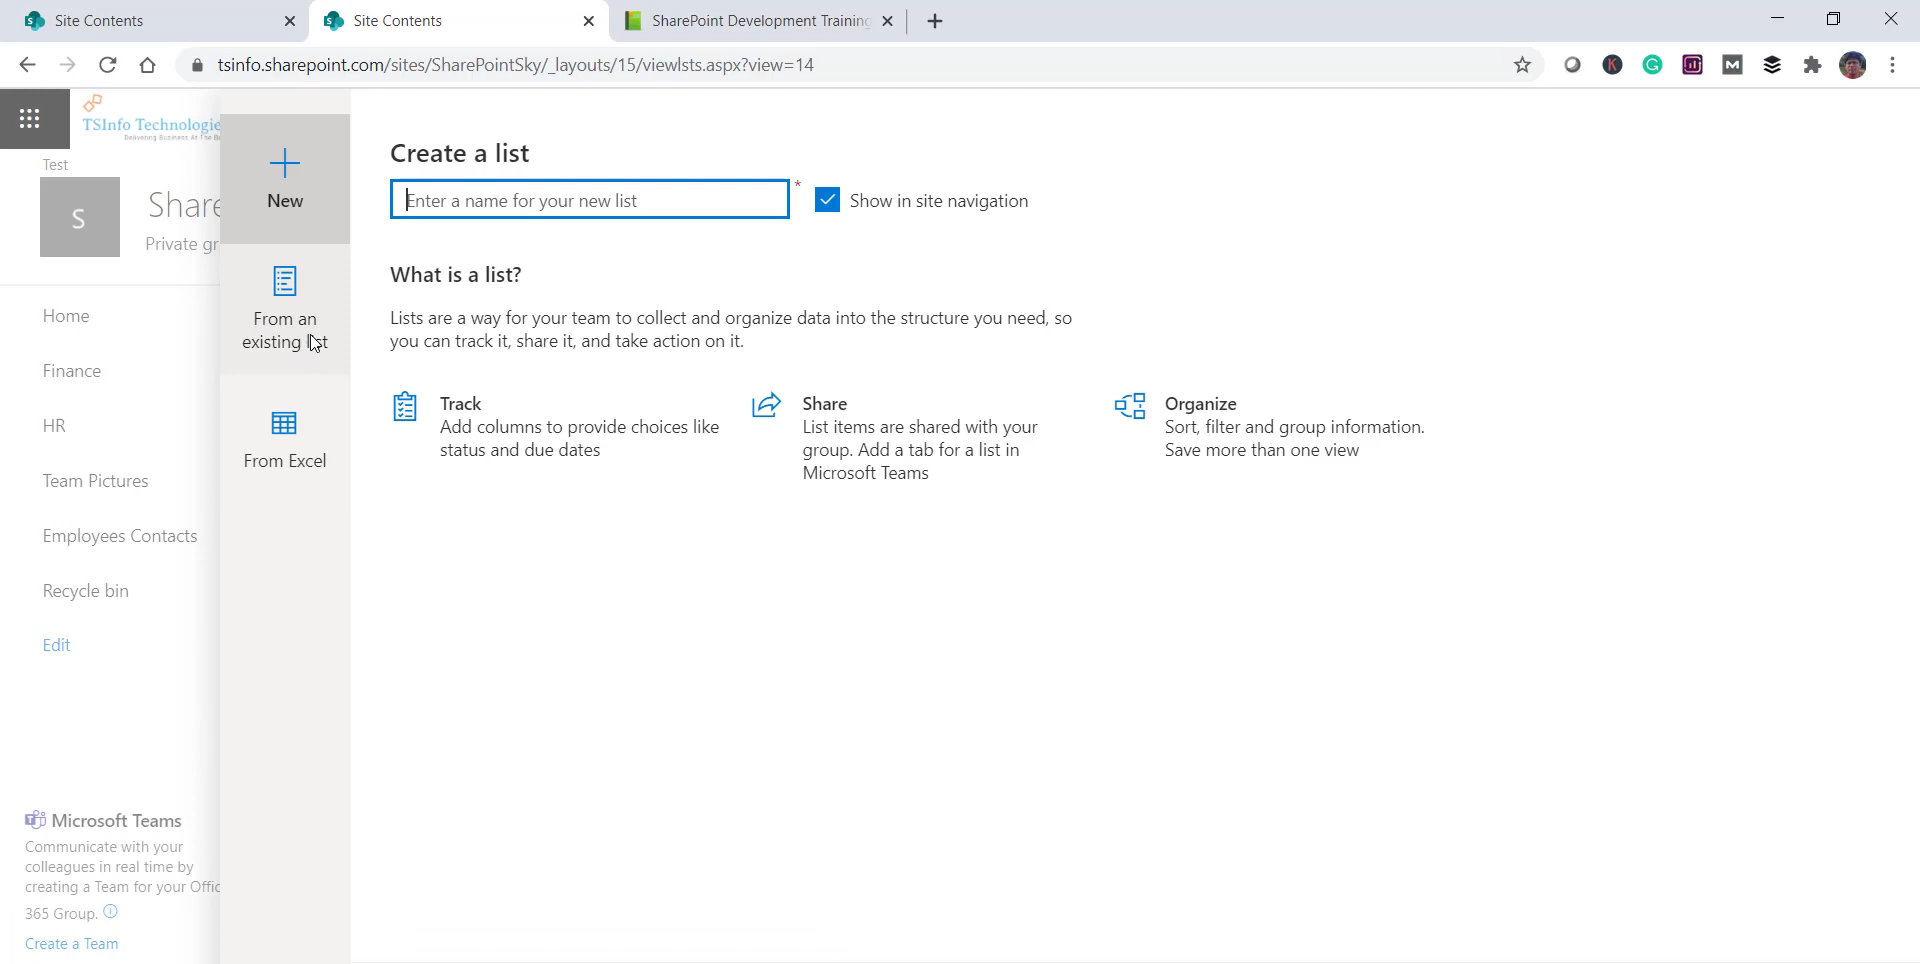 Site Contents
Site Contents
SharePoint Development Training
tsinfo.sharepoint.com/sites/SharePointSky/_layouts/15/viewlsts.aspx?view=14
TSInfo Technologie
Test
S
Share
Private gr
Home
Finance
HR
Team Pictures
Employees Contacts
Recycle bin
Edit
Microsoft Teams
Communicate with your
colleagues in real time by
creating a Team for your Offic
365 Group.
Create a Team
New
From an
existing list
From Excel
Create a list
Enter a name for your new list
*
Show in site navigation
What is a list?
Lists are a way for your team to collect and organize data into the structure you need, so
you can track it, share it, and take action on it.
Track
Add columns to provide choices like
status and due dates
Share
List items are shared with your
group. Add a tab for a list in
Microsoft Teams
Organize
Sort, filter and group information.
Save more than one view